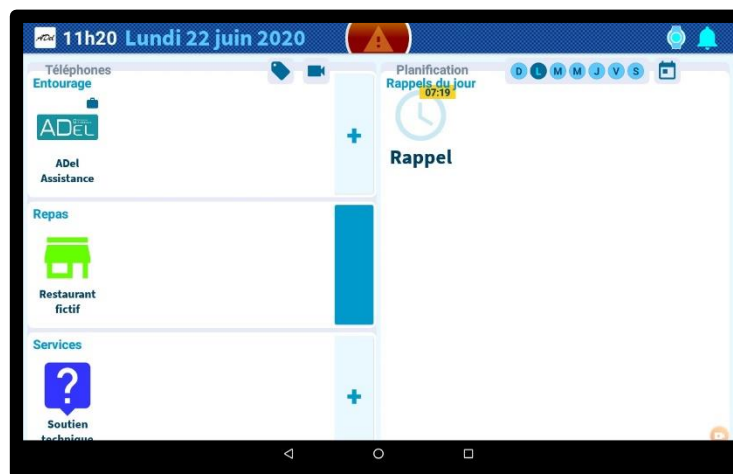 ADel 11h20 Lundi 22 juin 2020
Téléphones
Entourage
ADEL
ADel
Assistance
Repas
Restaurant
fictif
Services
?
Soutien
technique
Planification
D L M M J V S
Rappels du jour
07:19
Rappel